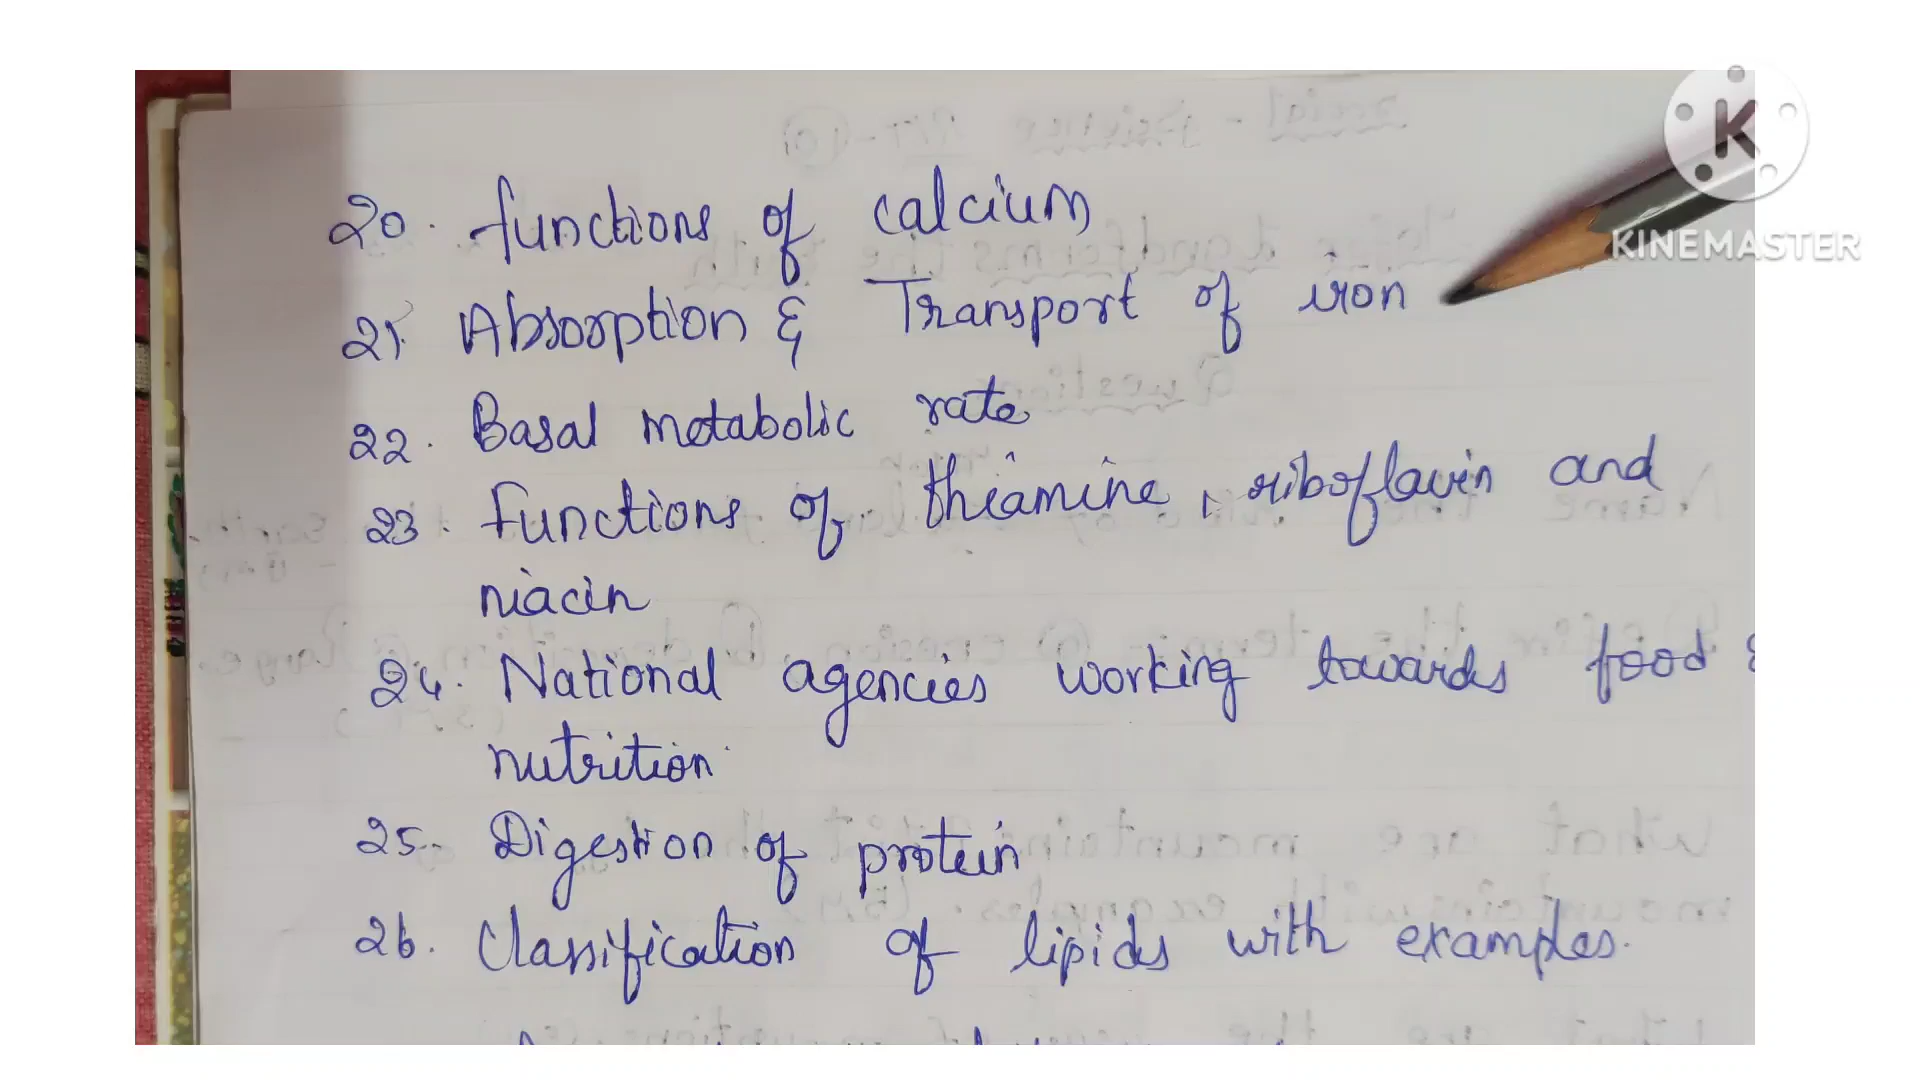 20. Functions of calcium
21. Absorption & Transport of iron
22. Basal metabolic rate
23. Functions of thiamine, riboflavin and
niacin
24. National agencies working towards food &
nutrition
25. Digestion of protein
26. Classification of lipids with examples.
K
KINEMASTER